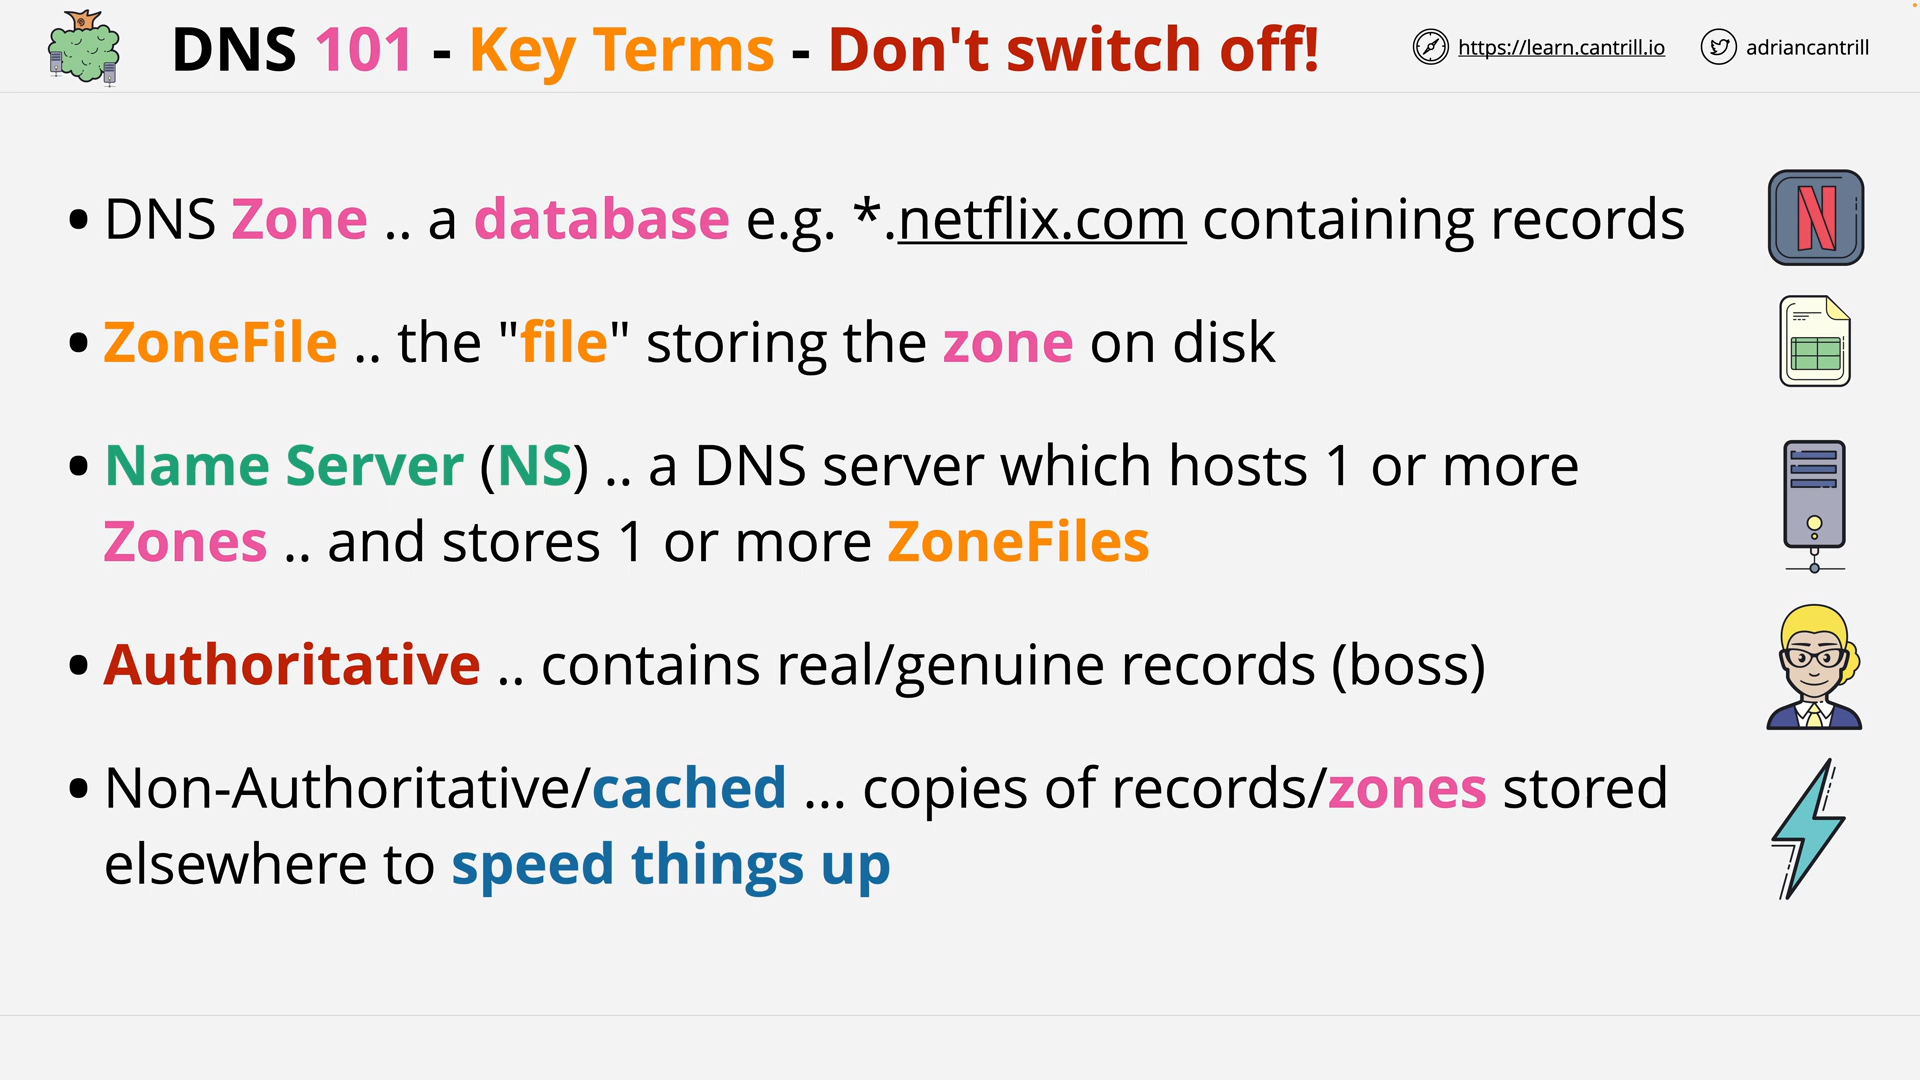 DNS 101 - Key Terms - Don't switch off!
https://learn.cantrill.io
adriancantrill
• DNS Zone .. a database e.g. *.netflix.com containing records
N
• ZoneFile .. the "file" storing the zone on disk
• Name Server (NS) .. a DNS server which hosts 1 or more
Zones .. and stores 1 or more ZoneFiles
• Authoritative .. contains real/genuine records (boss)
• Non-Authoritative/cached ... copies of records/zones stored
elsewhere to speed things up